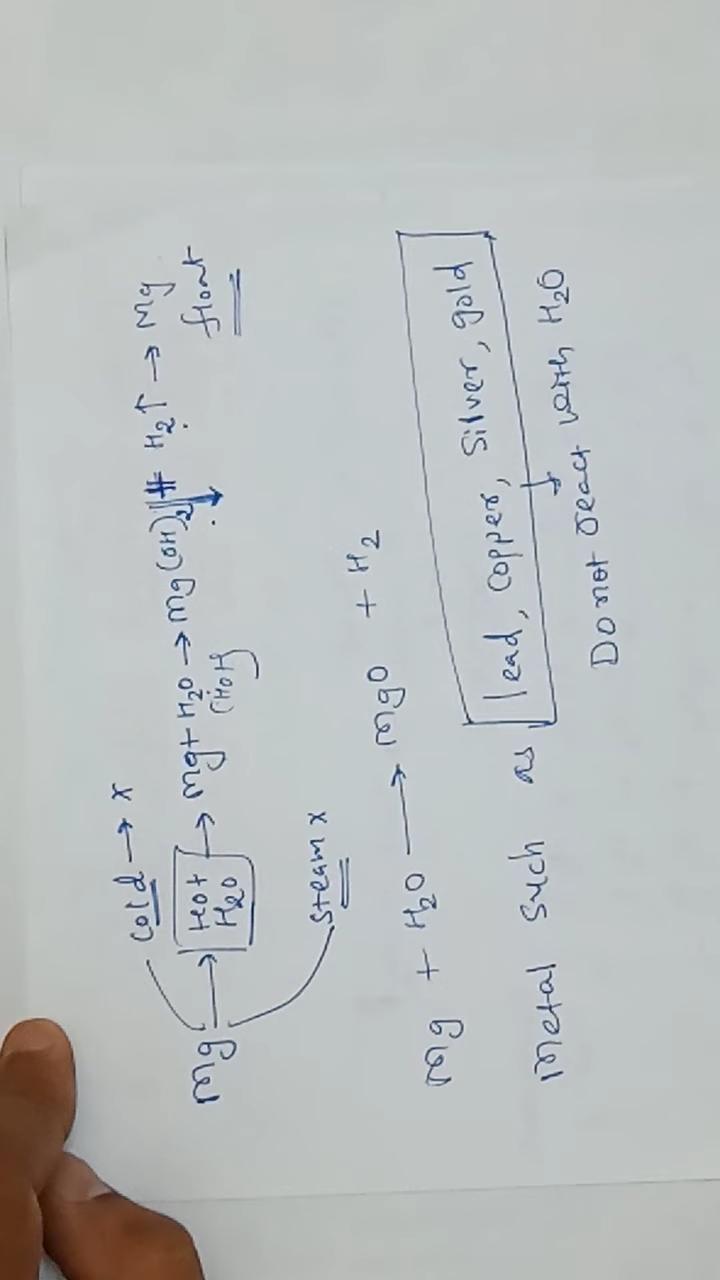 Cold → x
Mg → Hot H2O → Mg + H2O → Mg(OH)2 + H2↑ → Mg
(HOH) float
Steam x
Mg + H2O → MgO + H2
Metal such as lead, copper, silver, gold
Do not react with H2O